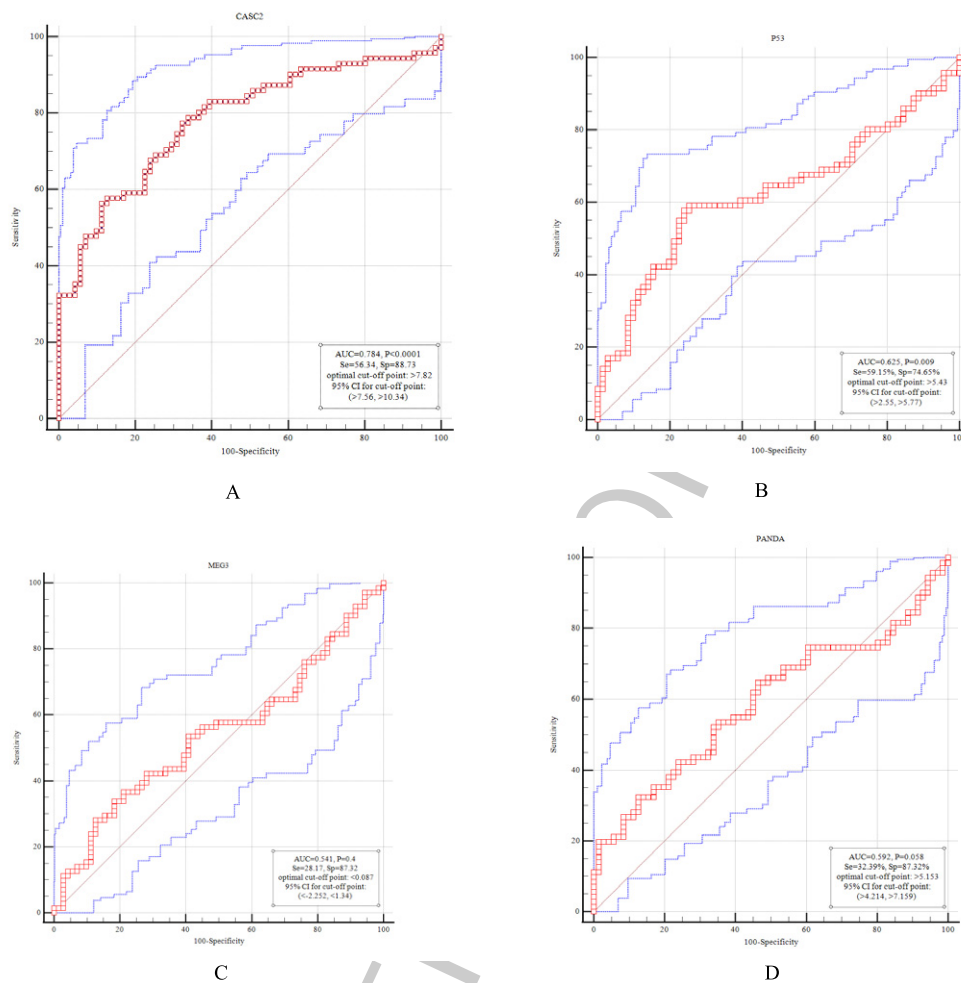 CASC2
100
80
60
40
20
0
Sensitivity
0 20 40 60 80 100
100-Specificity
AUC=0.784, P<0.0001
Se=56.34, Sp=88.73
optimal cut-off point: >7.82
95% CI for cut-off point:
(>7.56, >10.34)
A
P53
100
80
60
40
20
0
Sensitivity
0 20 40 60 80 100
100-Specificity
AUC=0.625, P=0.009
Se=59.15%, Sp=74.65%
optimal cut-off point: >5.43
95% CI for cut-off point:
(>2.55, >5.77)
B
MEG3
100
80
60
40
20
0
Sensitivity
0 20 40 60 80 100
100-Specificity
AUC=0.541, P=0.4
Se=28.17, Sp=87.32
optimal cut-off point: <0.087
95% CI for cut-off point:
(<-2.252, <1.34)
C
PANDA
100
80
60
40
20
0
Sensitivity
0 20 40 60 80 100
100-Specificity
AUC=0.592, P=0.058
Se=32.39%, Sp=87.32%
optimal cut-off point: >5.153
95% CI for cut-off point:
(>4.214, >7.159)
D